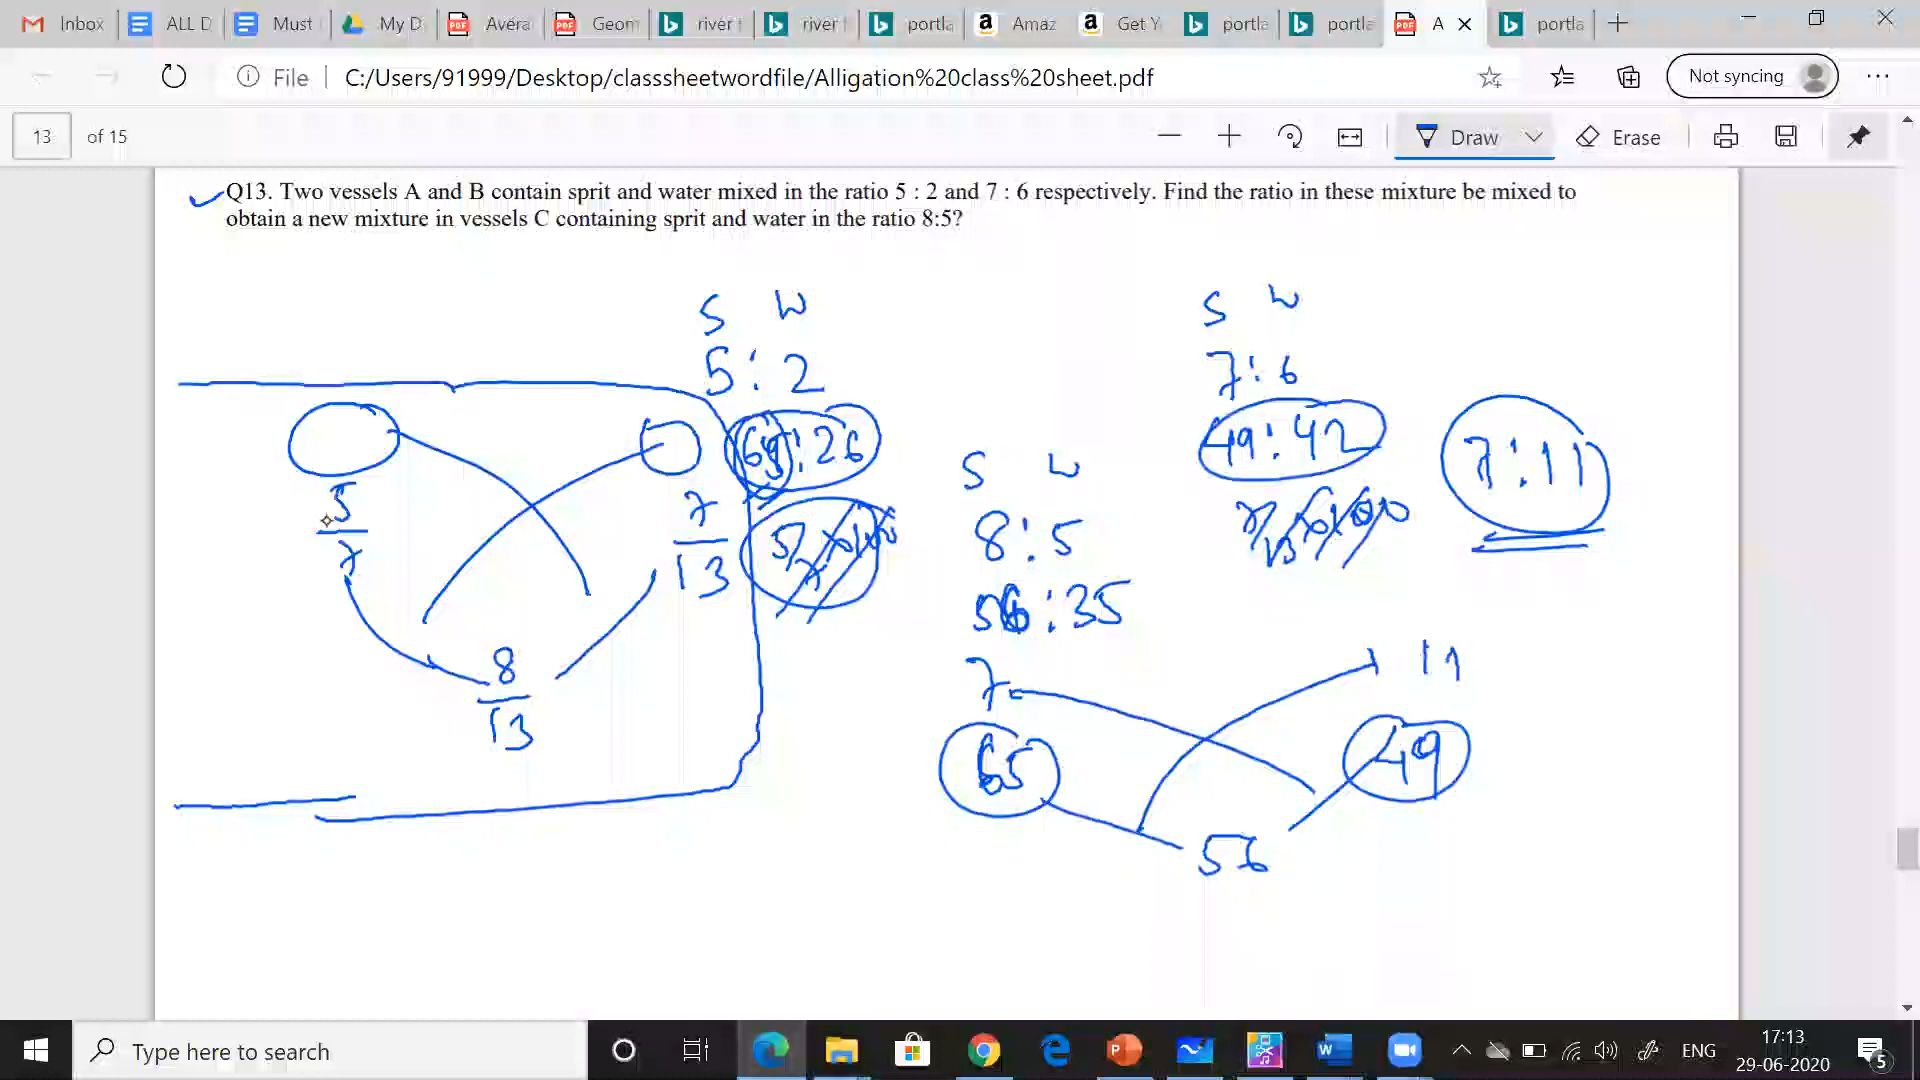 Inbox ALL D Must My D Avera Geom river river portla Amaz Get Y portla portle A portla
File C:/Users/91999/Desktop/classsheetwordfile/Alligation%20class%20sheet.pdf Not syncing
13 of 15 Draw Erase
Q13. Two vessels A and B contain sprit and water mixed in the ratio 5 : 2 and 7 : 6 respectively. Find the ratio in these mixture be mixed to
obtain a new mixture in vessels C containing sprit and water in the ratio 8:5?
S W
5 : 2
65 : 26
5/7
7/13
8/13
S W
8 : 5
56 : 35
S W
7 : 6
49 : 42
7 : 11
7 11
65 49
56
Type here to search
ENG
17:13
29-06-2020
5